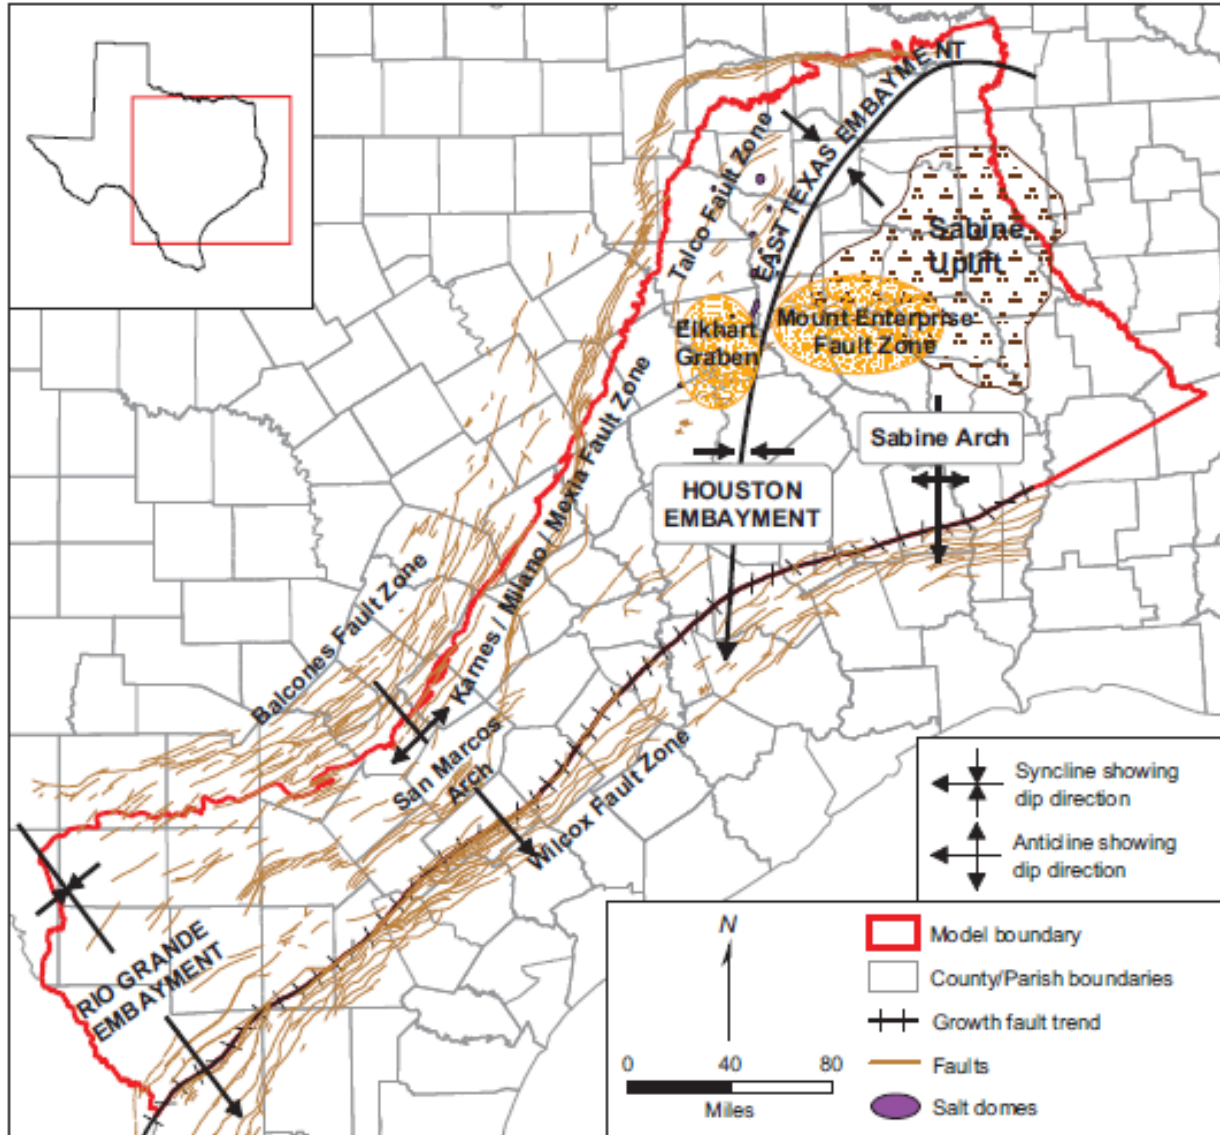 EAST TEXAS EMBAYMENT
Talco Fault Zone
Sabine
Uplift
Elkhart
Graben
Mount Enterprise
Fault Zone
Sabine Arch
HOUSTON
EMBAYMENT
Karnes / Milano / Mexia Fault Zone
Balcones Fault Zone
San Marcos
Arch
Wilcox Fault Zone
RIO GRANDE
EMBAYMENT
Syncline showing
dip direction
Anticline showing
dip direction
N
0 40 80
Miles
Model boundary
County/Parish boundaries
Growth fault trend
Faults
Salt domes